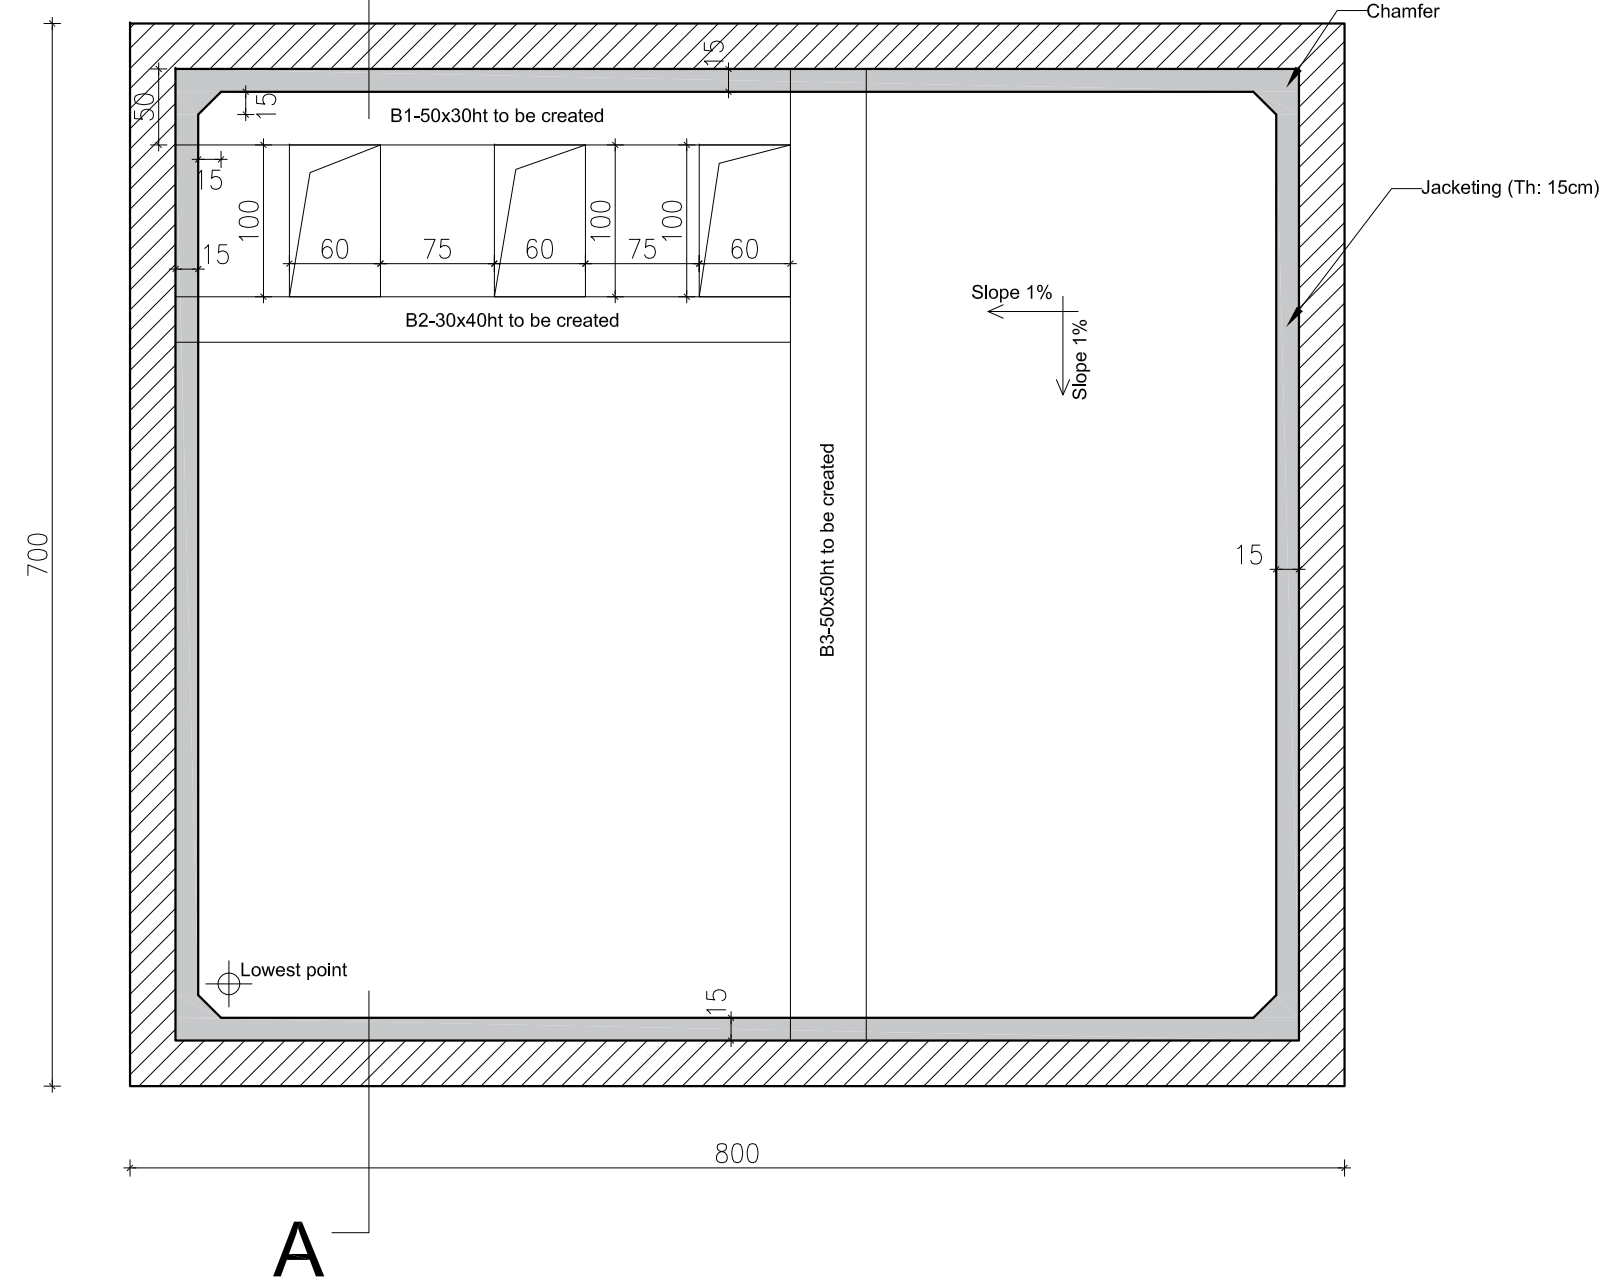 Chamfer
15
50
15
B1-50x30ht to be created
15
Jacketing (Th: 15cm)
100
100
100
15
60
75
60
75
60
Slope 1%
B2-30x40ht to be created
Slope 1%
B3-50x50ht to be created
700
15
Lowest point
15
800
A